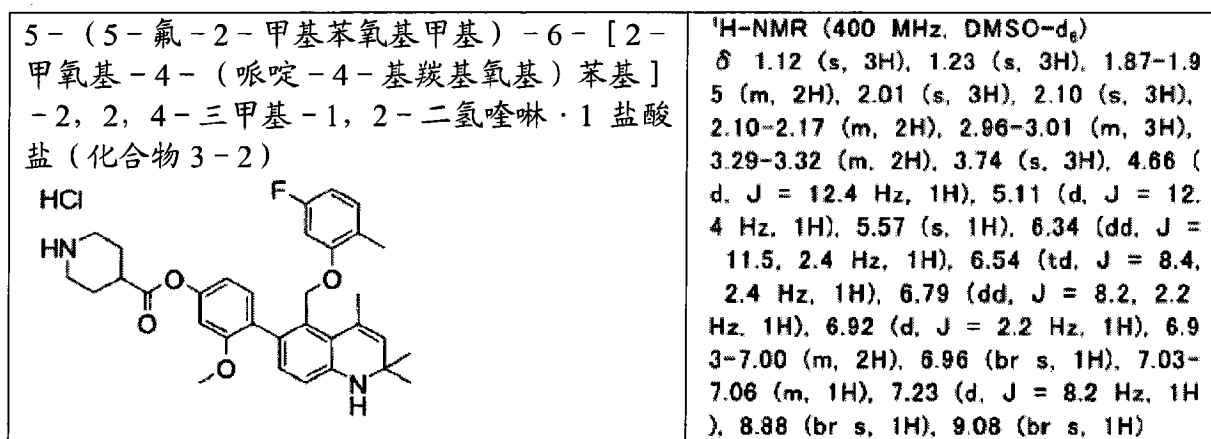 5-(5-氟-2-甲基苯氧基甲基)-6-[2-
甲氧基-4-(哌啶-4-基羰基氧基)苯基]
-2,2,4-三甲基-1,2-二氢喹啉·1盐酸
盐(化合物3-2)
HCl
F
HN
O
O
O
O
N
H
¹H-NMR (400 MHz, DMSO-d₆)
δ 1.12 (s, 3H), 1.23 (s, 3H), 1.87-1.9
5 (m, 2H), 2.01 (s, 3H), 2.10 (s, 3H),
2.10-2.17 (m, 2H), 2.96-3.01 (m, 3H),
3.29-3.32 (m, 2H), 3.74 (s, 3H), 4.66 (
d, J = 12.4 Hz, 1H), 5.11 (d, J = 12.
4 Hz, 1H), 5.57 (s, 1H), 6.34 (dd, J =
11.5, 2.4 Hz, 1H), 6.54 (td, J = 8.4,
2.4 Hz, 1H), 6.79 (dd, J = 8.2, 2.2
Hz, 1H), 6.92 (d, J = 2.2 Hz, 1H), 6.9
3-7.00 (m, 2H), 6.96 (br s, 1H), 7.03-
7.06 (m, 1H), 7.23 (d, J = 8.2 Hz, 1H
), 8.88 (br s, 1H), 9.08 (br s, 1H)